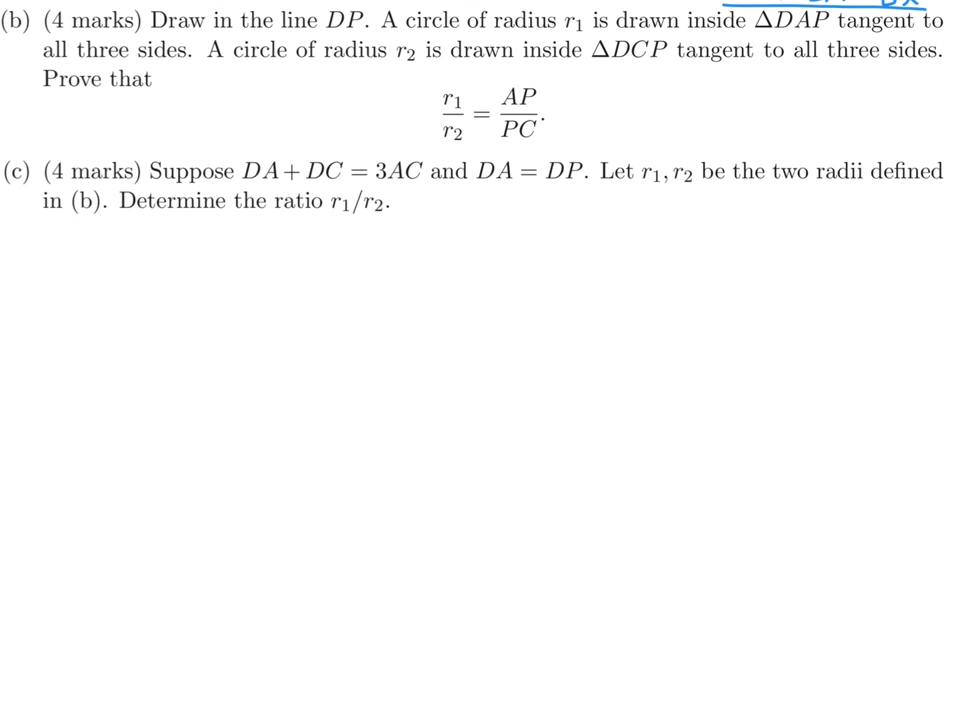 (b) (4 marks) Draw in the line DP. A circle of radius r₁ is drawn inside ΔDAP tangent to
all three sides. A circle of radius r₂ is drawn inside ΔDCP tangent to all three sides.
Prove that
r₁/r₂ = AP/PC.
(c) (4 marks) Suppose DA + DC = 3AC and DA = DP. Let r₁, r₂ be the two radii defined
in (b). Determine the ratio r₁/r₂.